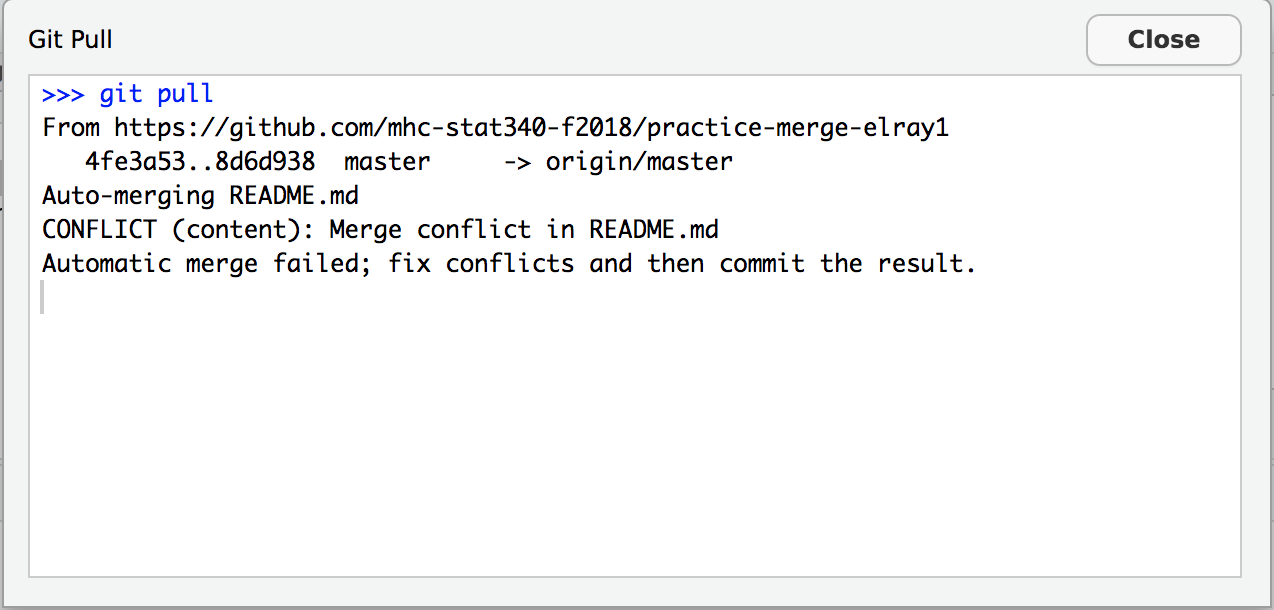 Git Pull
Close
>>> git pull
From https://github.com/mhc-stat340-f2018/practice-merge-elray1
   4fe3a53..8d6d938  master     -> origin/master
Auto-merging README.md
CONFLICT (content): Merge conflict in README.md
Automatic merge failed; fix conflicts and then commit the result.